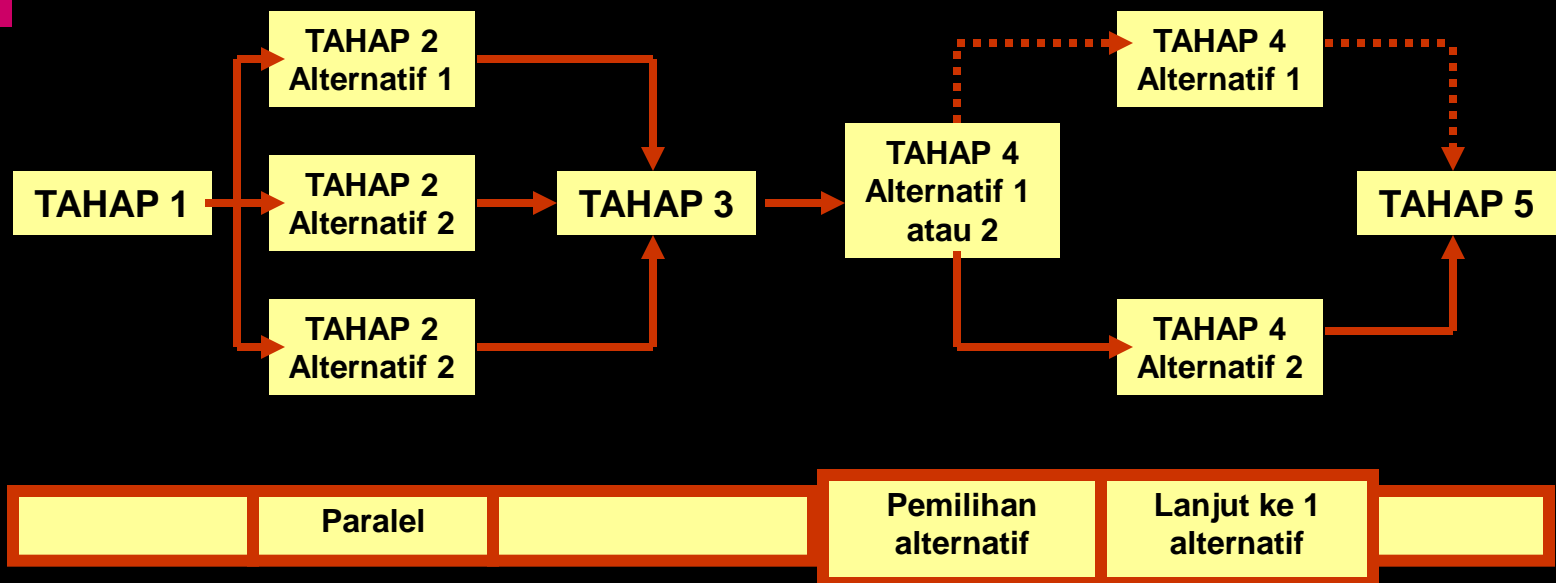 TAHAP 1
TAHAP 2
Alternatif 1
TAHAP 2
Alternatif 2
TAHAP 2
Alternatif 2
TAHAP 3
TAHAP 4
Alternatif 1
atau 2
TAHAP 4
Alternatif 1
TAHAP 4
Alternatif 2
TAHAP 5
Paralel
Pemilihan
alternatif
Lanjut ke 1
alternatif